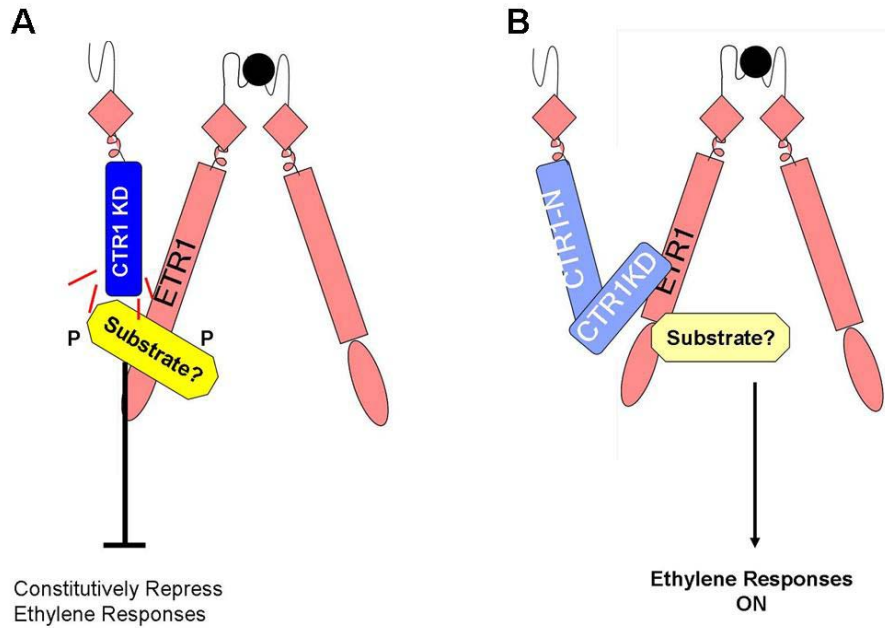 A
CTR1 KD
ETR1
P
Substrate?
P
Constitutively Repress
Ethylene Responses
B
CTR1-N
CTR1KD
ETR1
Substrate?
Ethylene Responses
ON